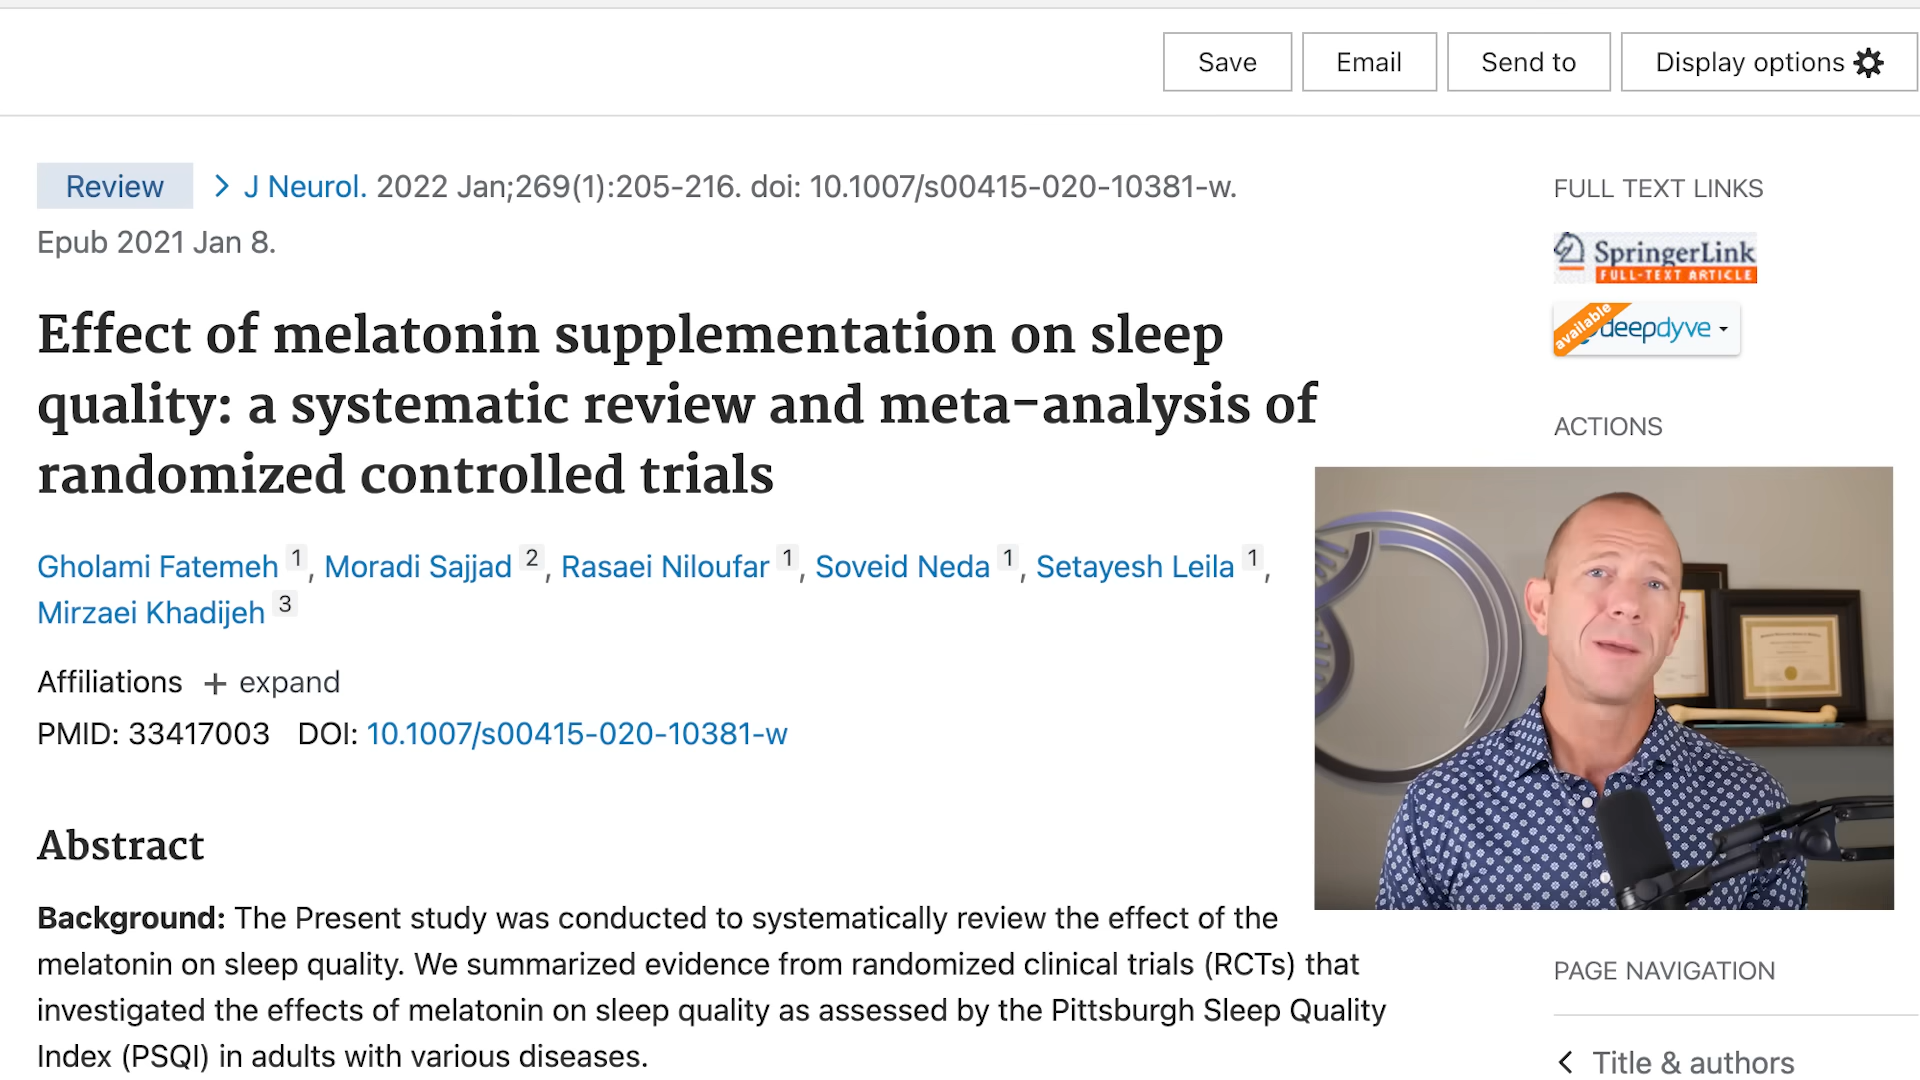 Save Email Send to Display options
Review > J Neurol. 2022 Jan;269(1):205-216. doi: 10.1007/s00415-020-10381-w.
Epub 2021 Jan 8.
Effect of melatonin supplementation on sleep
quality: a systematic review and meta-analysis of
randomized controlled trials
Gholami Fatemeh 1, Moradi Sajjad 2, Rasaei Niloufar 1, Soveid Neda 1, Setayesh Leila 1,
Mirzaei Khadijeh 3
Affiliations + expand
PMID: 33417003 DOI: 10.1007/s00415-020-10381-w
Abstract
Background: The Present study was conducted to systematically review the effect of the
melatonin on sleep quality. We summarized evidence from randomized clinical trials (RCTs) that
investigated the effects of melatonin on sleep quality as assessed by the Pittsburgh Sleep Quality
Index (PSQI) in adults with various diseases.
FULL TEXT LINKS
SpringerLink
FULL-TEXT ARTICLE
available
deepdyve
ACTIONS
PAGE NAVIGATION
< Title & authors